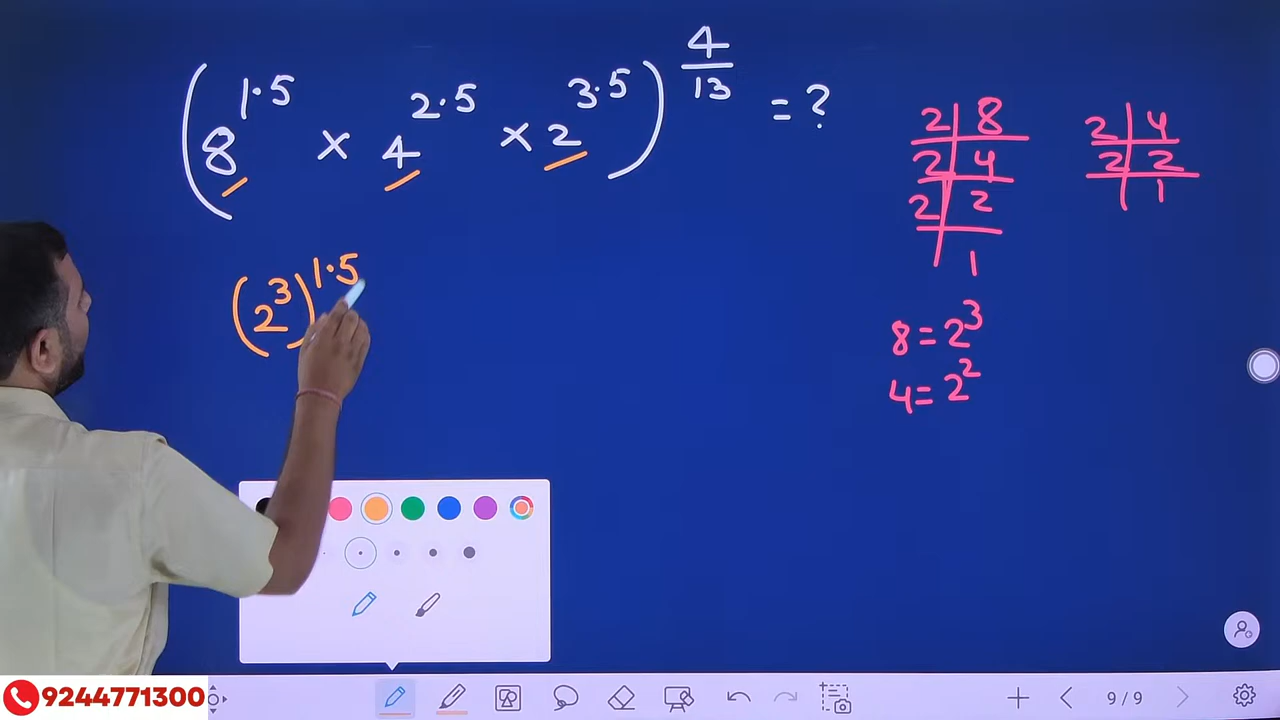 (8^1.5 × 4^2.5 × 2^3.5)^4/13 = ?
(2^3)^1.5
2 | 8
2 | 4
2 | 2
1
2 | 4
2 | 2
1
8 = 2^3
4 = 2^2
9244771300
9/9